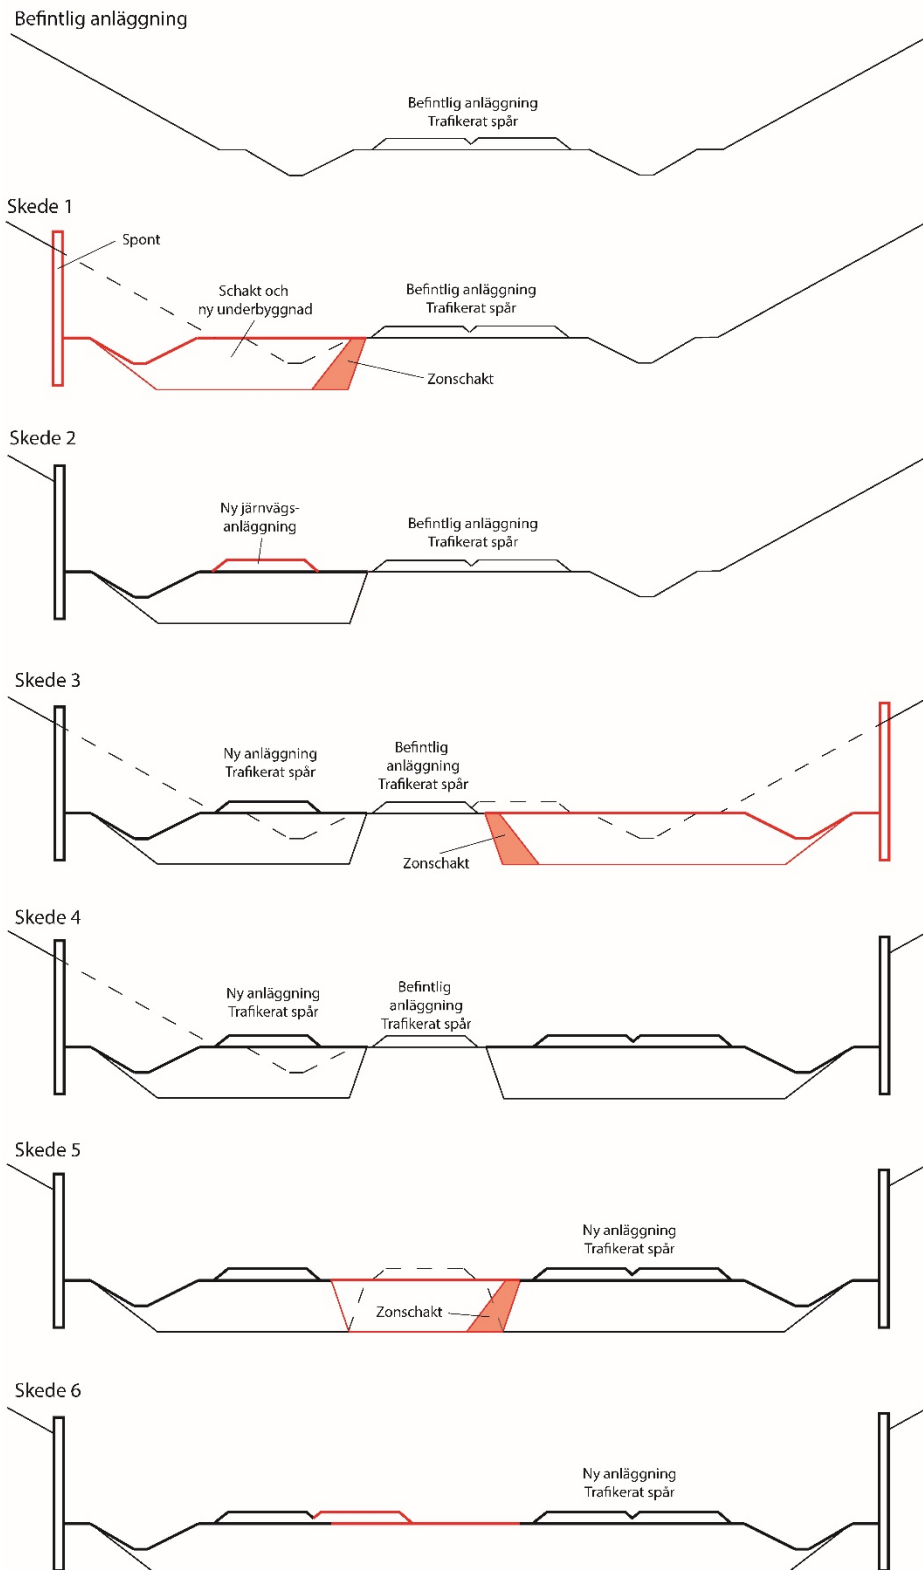 Befintlig anläggning
Befintlig anläggning
Trafikerat spår
Skede 1
Spont
Schakt och
ny underbyggnad
Befintlig anläggning
Trafikerat spår
Zonschakt
Skede 2
Ny järnvägs-
anläggning
Befintlig anläggning
Trafikerat spår
Skede 3
Ny anläggning
Trafikerat spår
Befintlig
anläggning
Trafikerat spår
Zonschakt
Skede 4
Ny anläggning
Trafikerat spår
Befintlig
anläggning
Trafikerat spår
Skede 5
Ny anläggning
Trafikerat spår
Zonschakt
Skede 6
Ny anläggning
Trafikerat spår